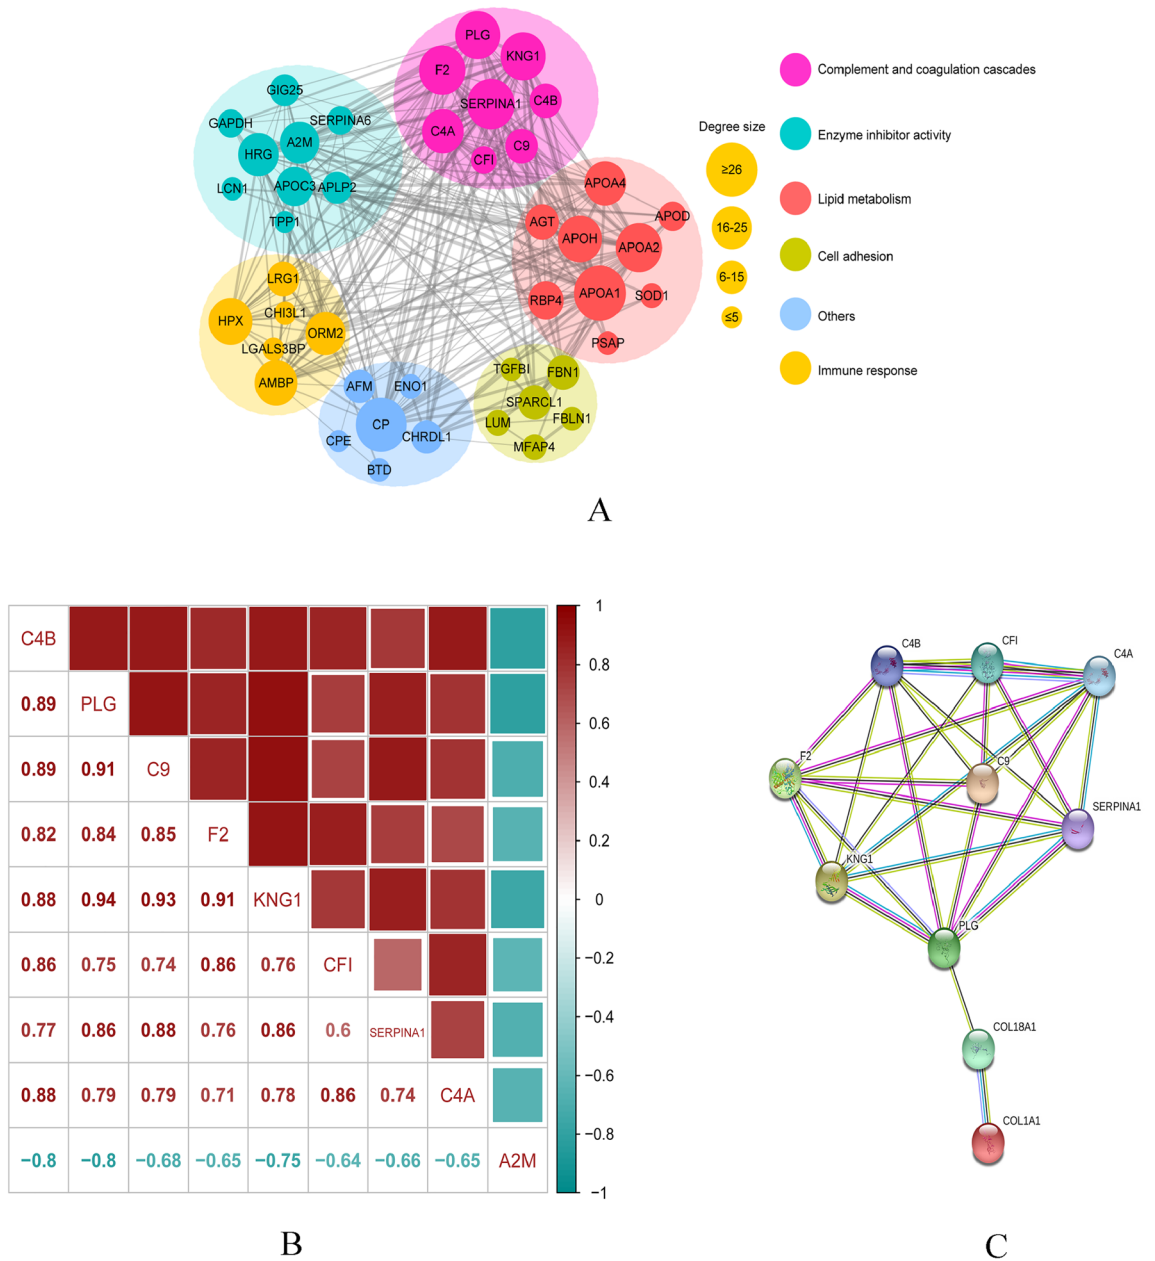 PLG
KNG1
F2
SERPINA1
C4B
C4A
C9
CFI
GIG25
GAPDH
SERPINA6
A2M
HRG
LCN1
APOC3
APLP2
TPP1
APOA4
AGT
APOD
APOH
APOA2
APOA1
RBP4
SOD1
PSAP
LRG1
CHI3L1
HPX
ORM2
LGALS3BP
AMBP
AFM
ENO1
CP
CPE
CHRDL1
BTD
TGFBI
FBN1
SPARCL1
LUM
FBLN1
MFAP4
Degree size
≥26
16-25
6-15
≤5
Complement and coagulation cascades
Enzyme inhibitor activity
Lipid metabolism
Cell adhesion
Others
Immune response
A
C4B
0.89 PLG
0.89 0.91 C9
0.82 0.84 0.85 F2
0.88 0.94 0.93 0.91 KNG1
0.86 0.75 0.74 0.86 0.76 CFI
0.77 0.86 0.88 0.76 0.86 0.6 SERPINA1
0.88 0.79 0.79 0.71 0.78 0.86 0.74 C4A
−0.8 −0.8 −0.68 −0.65 −0.75 −0.64 −0.66 −0.65 A2M
1
0.8
0.6
0.4
0.2
0
−0.2
−0.4
−0.6
−0.8
−1
B
C4B
CFI
C4A
F2
C9
SERPINA1
KNG1
PLG
COL18A1
COL1A1
C